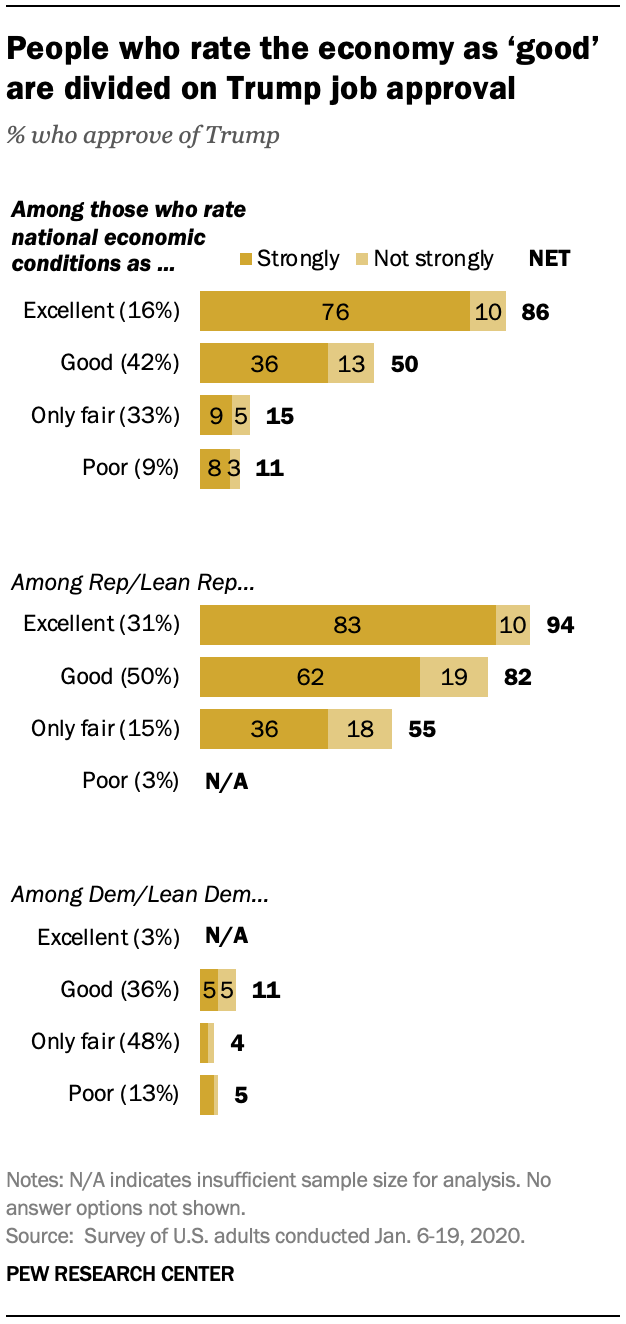 People who rate the economy as ‘good’
are divided on Trump job approval
% who approve of Trump
Among those who rate
national economic
conditions as ...
Strongly Not strongly NET
Excellent (16%) 76 10 86
Good (42%) 36 13 50
Only fair (33%) 9 5 15
Poor (9%) 8 3 11
Among Rep/Lean Rep...
Excellent (31%) 83 10 94
Good (50%) 62 19 82
Only fair (15%) 36 18 55
Poor (3%) N/A
Among Dem/Lean Dem...
Excellent (3%) N/A
Good (36%) 5 5 11
Only fair (48%) 4
Poor (13%) 5
Notes: N/A indicates insufficient sample size for analysis. No
answer options not shown.
Source: Survey of U.S. adults conducted Jan. 6-19, 2020.
PEW RESEARCH CENTER